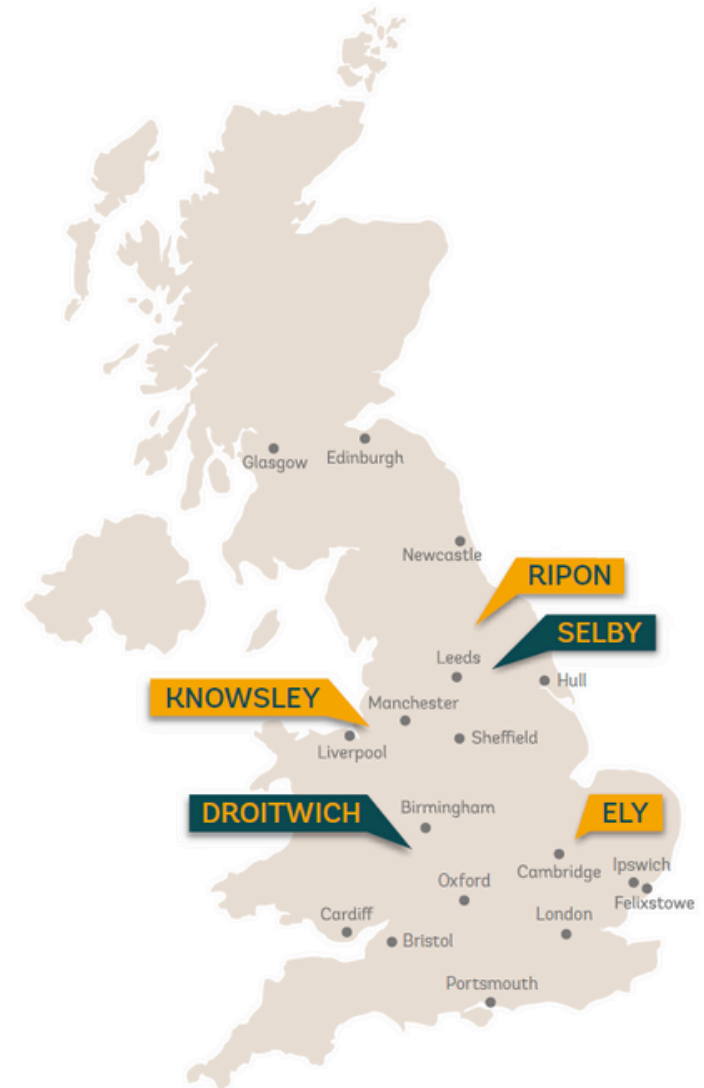 Glasgow
Edinburgh
Newcastle
RIPON
SELBY
Leeds
Hull
KNOWSLEY
Manchester
Sheffield
Liverpool
DROITWICH
Birmingham
ELY
Cambridge
Ipswich
Oxford
Felixstowe
Cardiff
London
Bristol
Portsmouth